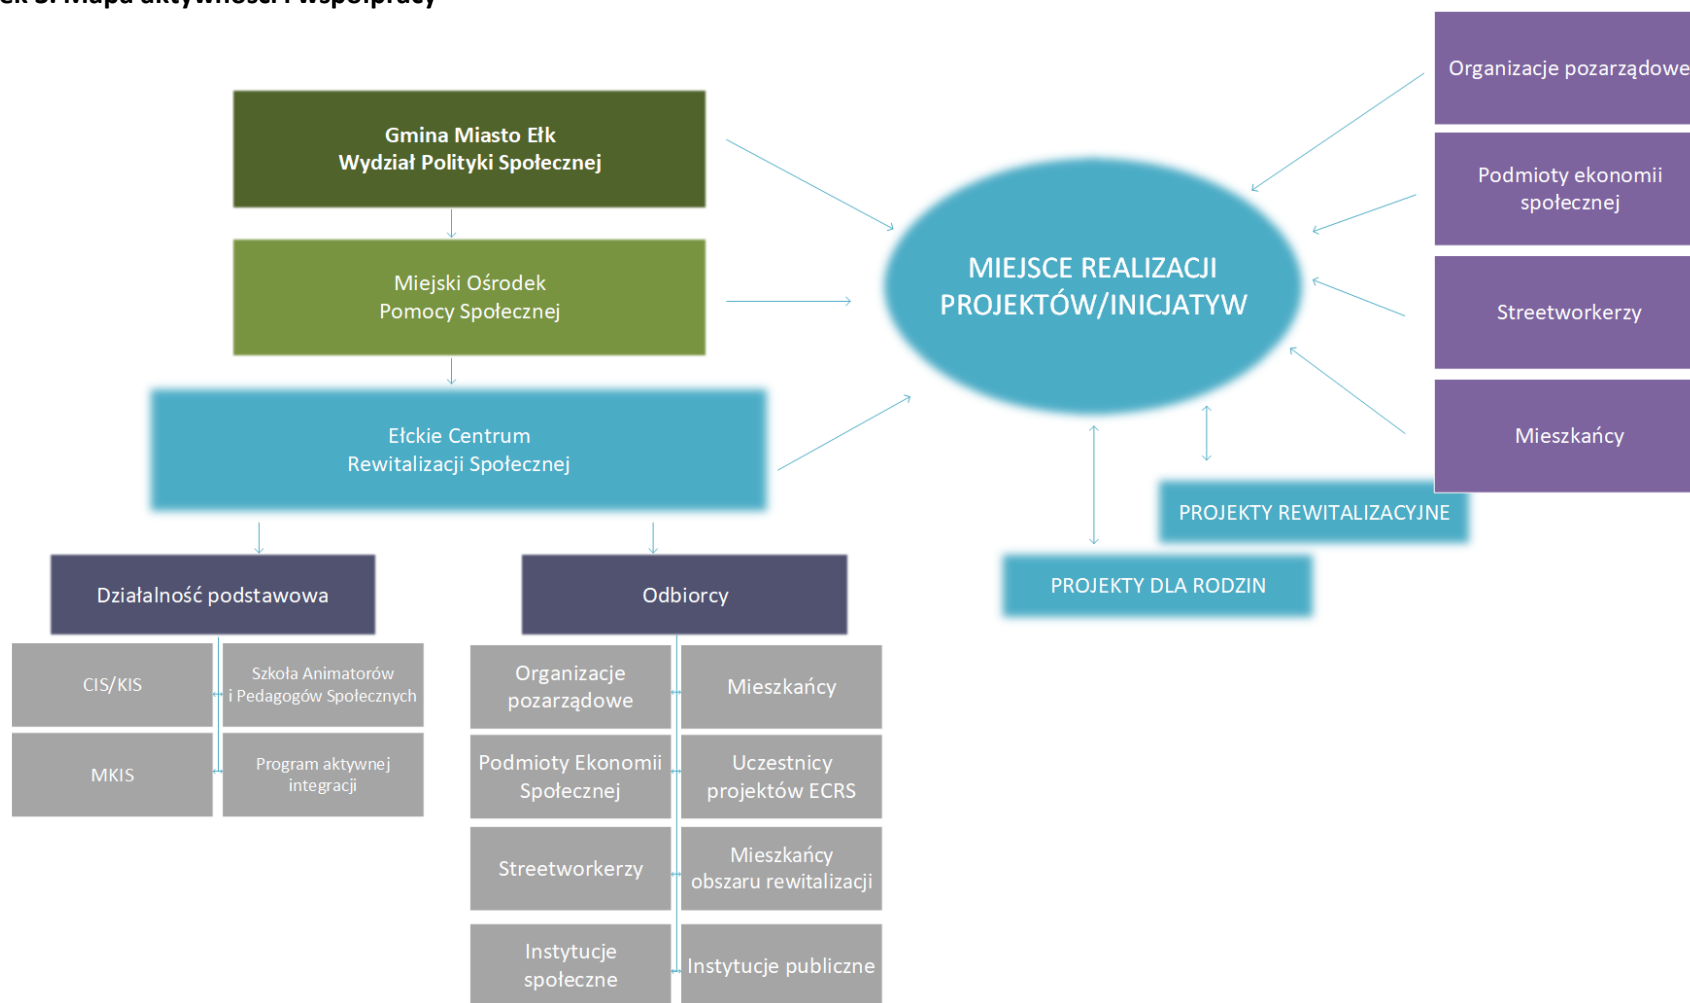 Mapa aktywności i współpracy
Gmina Miasto Ełk
Wydział Polityki Społecznej
Miejski Ośrodek
Pomocy Społecznej
Ełckie Centrum
Rewitalizacji Społecznej
Działalność podstawowa
CIS/KIS
Szkoła Animatorów
i Pedagogów Społecznych
MKIS
Program aktywnej
integracji
Odbiorcy
Organizacje
pozarządowe
Mieszkańcy
Podmioty Ekonomii
Społecznej
Uczestnicy
projektów ECRS
Streetworkerzy
Mieszkańcy
obszaru rewitalizacji
Instytucje
społeczne
Instytucje publiczne
MIEJSCE REALIZACJI
PROJEKTÓW/INICJATYW
PROJEKTY REWITALIZACYJNE
PROJEKTY DLA RODZIN
Organizacje pozarządowe
Podmioty ekonomii
społecznej
Streetworkerzy
Mieszkańcy